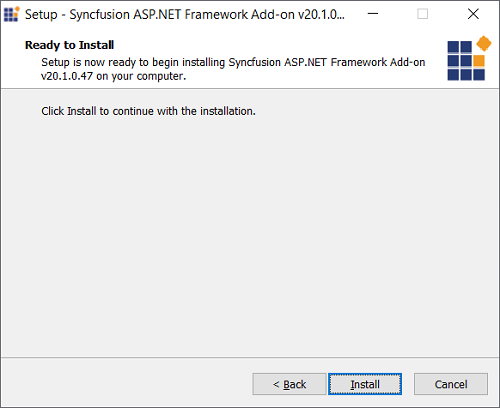 Setup - Syncfusion ASP.NET Framework Add-on v20.1.0...
Ready to Install
Setup is now ready to begin installing Syncfusion ASP.NET Framework Add-on
v20.1.0.47 on your computer.
Click Install to continue with the installation.
< Back Install Cancel